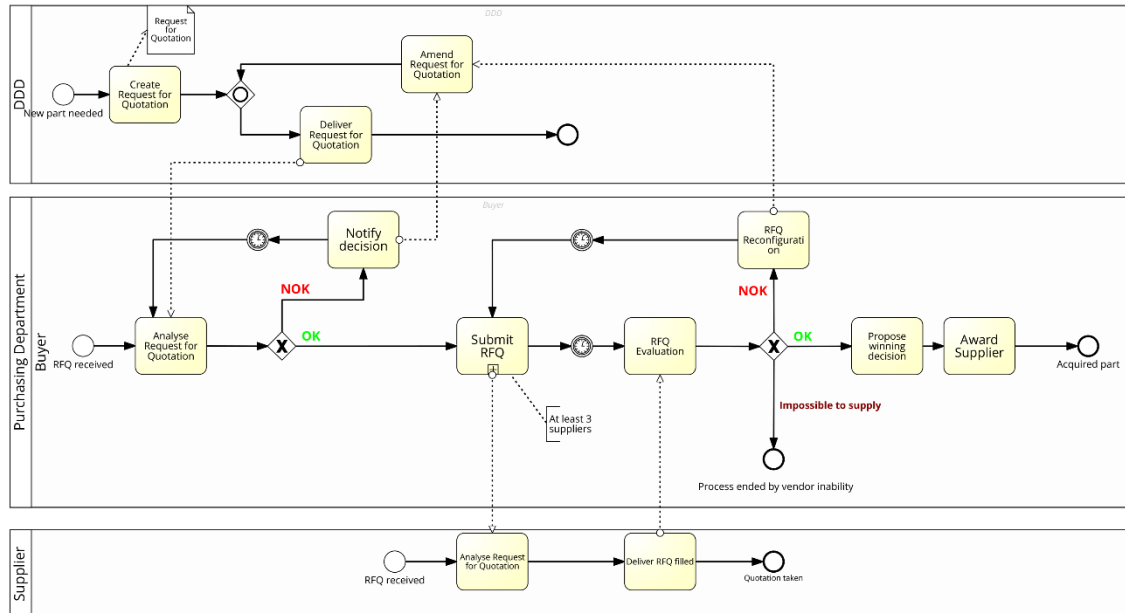 DDD
DDD
Request
for
Quotation
Create
Request for
Quotation
New part needed
Amend
Request for
Quotation
Deliver
Request for
Quotation
Purchasing Department
Buyer
Buyer
Notify
decision
RFQ
Reconfigurati
on
NOK
NOK
OK
OK
RFQ received
Analyse
Request for
Quotation
Submit
RFQ
RFQ
Evaluation
Propose
winning
decision
Award
Supplier
Acquired part
At least 3
suppliers
Impossible to supply
Process ended by vendor inability
Supplier
RFQ received
Analyse Request
for Quotation
Deliver RFQ filled
Quotation taken